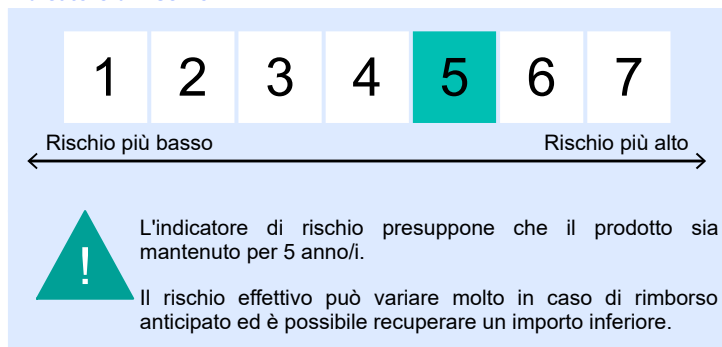 1 2 3 4 5 6 7
Rischio più basso Rischio più alto
L'indicatore di rischio presuppone che il prodotto sia
mantenuto per 5 anno/i.
!
Il rischio effettivo può variare molto in caso di rimborso
anticipato ed è possibile recuperare un importo inferiore.